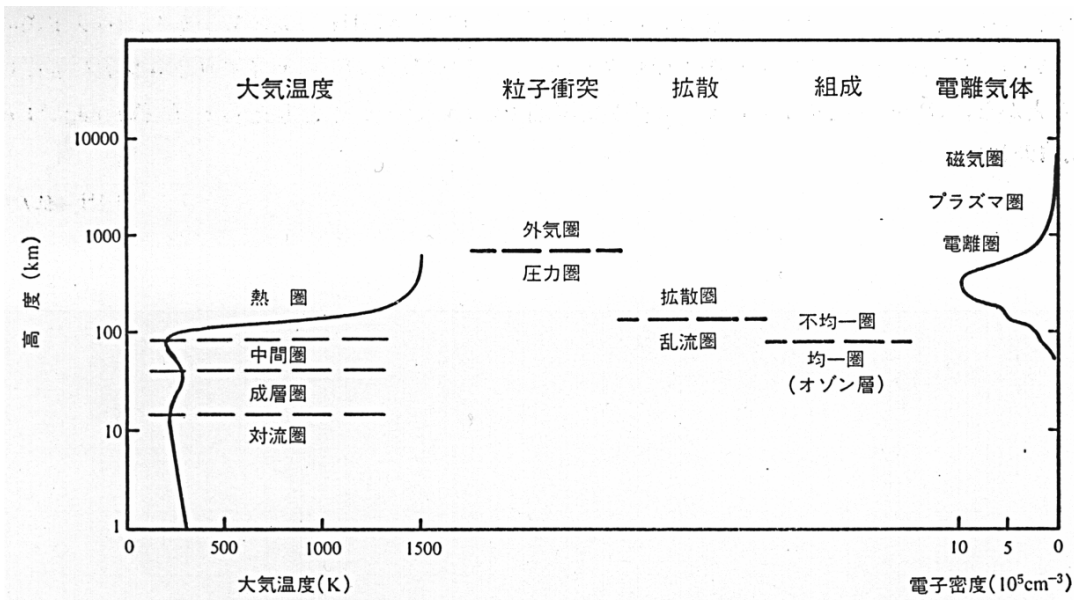 大気温度
粒子衝突
拡散
組成
電離気体
10000
1000
100
10
1
高 度 (km)
熱 圏
中間圏
成層圏
対流圏
外気圏
圧力圏
拡散圏
乱流圏
不均一圏
均一圏
(オゾン層)
磁気圏
プラズマ圏
電離圏
0
500
1000
1500
大気温度(K)
10
5
0
電子密度(10⁵cm⁻³)